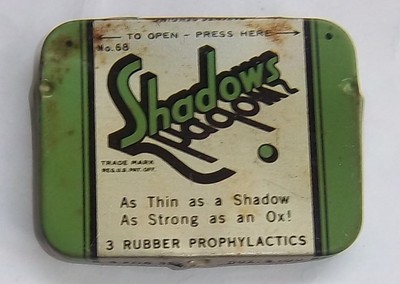 TO OPEN - PRESS HERE
No. 68
Shadows
TRADE MARK
REG. U.S. PAT. OFF.
As Thin as a Shadow
As Strong as an Ox!
3 RUBBER PROPHYLACTICS